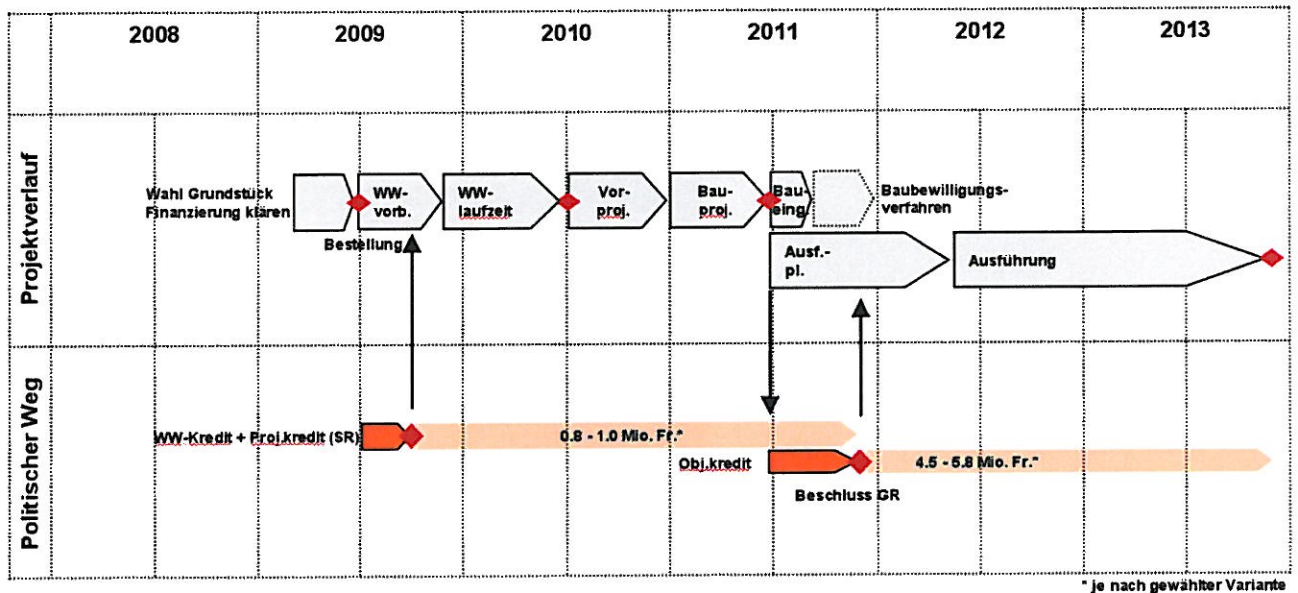 2008 2009 2010 2011 2012 2013
Projektverlauf
Wahl Grundstück
Finanzierung klären
WW-
vorb.
WW-
laufzeit
Vor-
proj.
Bau-
proj.
Bau-
eing.
Baubewilligungs-
verfahren
Bestellung
Ausf.-
pl.
Ausführung
Politischer Weg
WW-Kredit + Proj.kredit (SR)
0.8 - 1.0 Mio. Fr.*
Obj.kredit
4.5 - 5.8 Mio. Fr.*
Beschluss GR
* je nach gewählter Variante